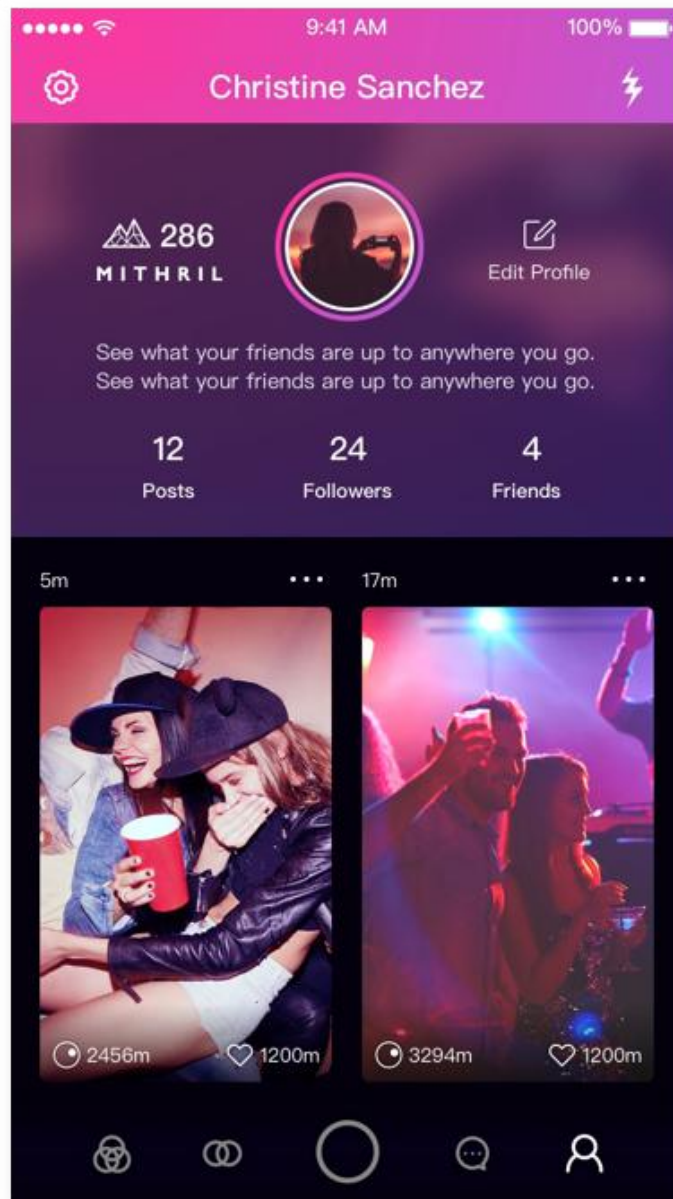 9:41 AM 100%
Christine Sanchez
286
MITHRIL
Edit Profile
See what your friends are up to anywhere you go.
See what your friends are up to anywhere you go.
12 24 4
Posts Followers Friends
5m 17m
2456m 1200m 3294m 1200m